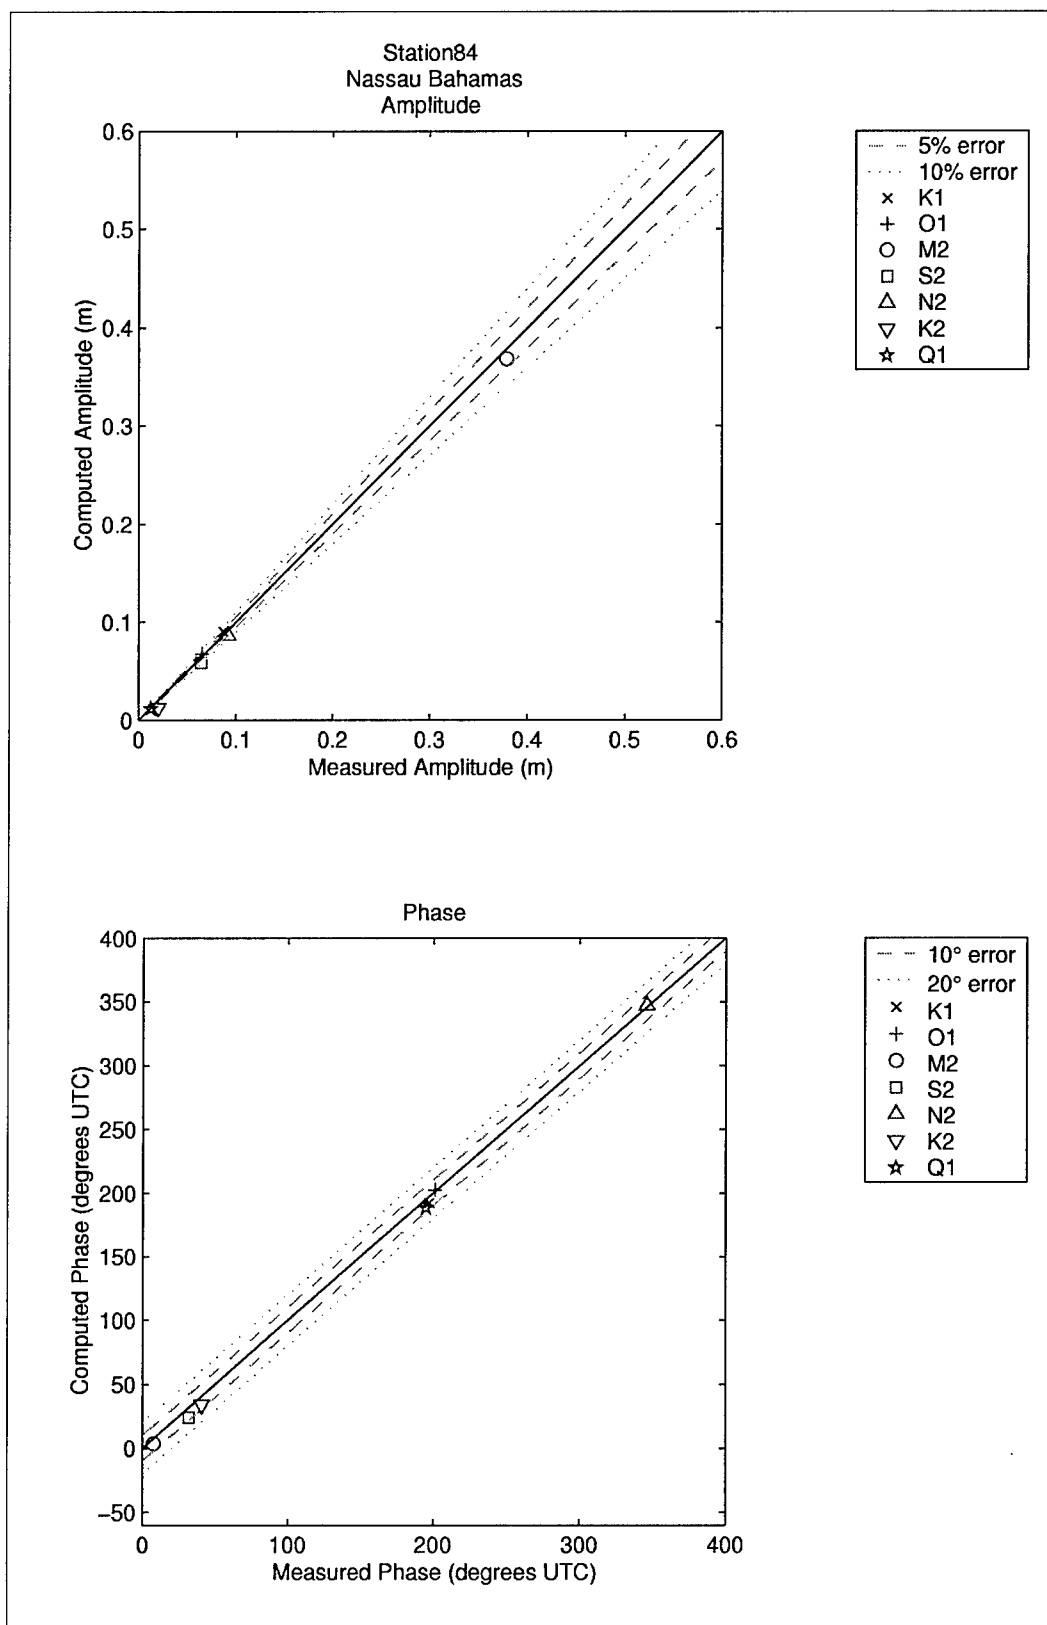 Station84
Nassau Bahamas
Amplitude
0.6
0.5
0.4
0.3
0.2
0.1
0
Computed Amplitude (m)
0 0.1 0.2 0.3 0.4 0.5 0.6
Measured Amplitude (m)
5% error
10% error
K1
O1
M2
S2
N2
K2
Q1
Phase
400
350
300
250
200
150
100
50
0
−50
Computed Phase (degrees UTC)
0 100 200 300 400
Measured Phase (degrees UTC)
10° error
20° error
K1
O1
M2
S2
N2
K2
Q1